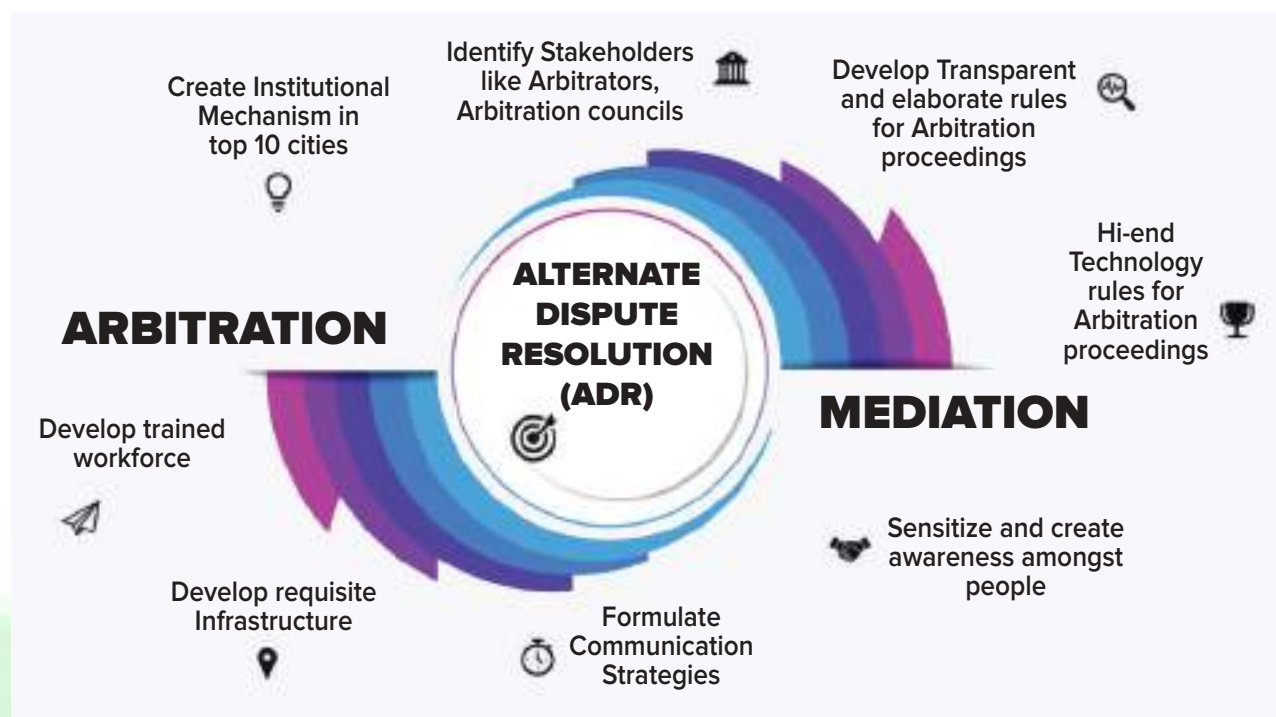 Create Institutional
Mechanism in
top 10 cities
Identify Stakeholders
like Arbitrators,
Arbitration councils
Develop Transparent
and elaborate rules
for Arbitration
proceedings
Hi-end
Technology
rules for
Arbitration
proceedings
ARBITRATION
ALTERNATE
DISPUTE
RESOLUTION
(ADR)
MEDIATION
Develop trained
workforce
Develop requisite
Infrastructure
Formulate
Communication
Strategies
Sensitize and create
awareness amongst
people